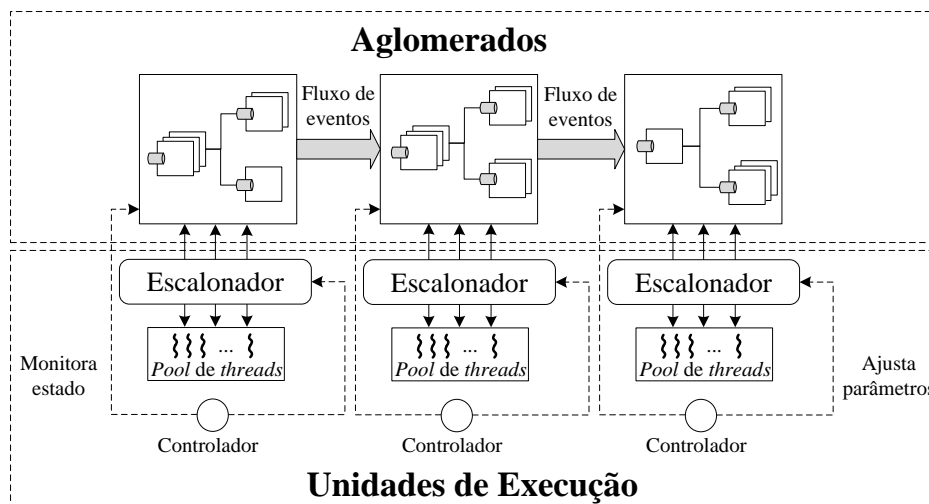 Aglomerados
Fluxo de
eventos
Fluxo de
eventos
Escalonador
Escalonador
Escalonador
...
Pool de threads
...
Pool de threads
...
Pool de threads
Monitora
estado
Ajusta
parâmetros
Controlador
Controlador
Controlador
Unidades de Execução